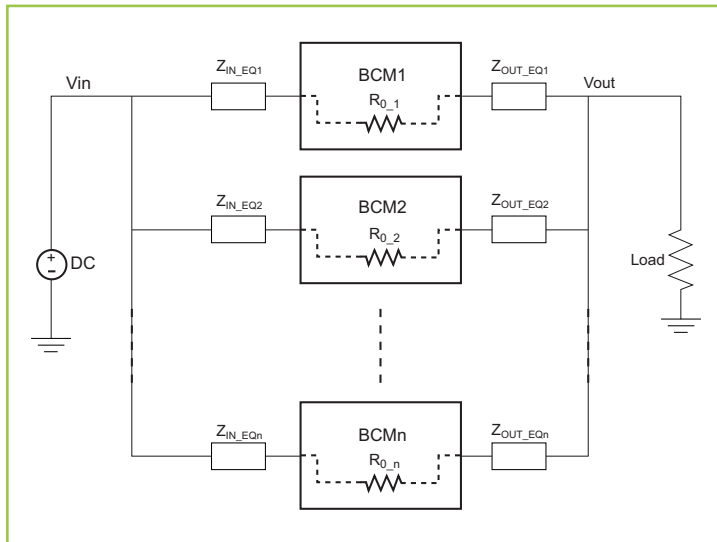 Z_IN_EQ1
BCM1
Z_OUT_EQ1
Vin
Vout
R_0_1
Z_IN_EQ2
BCM2
Z_OUT_EQ2
R_0_2
+
DC
–
Load
Z_IN_EQn
BCMn
Z_OUT_EQn
R_0_n